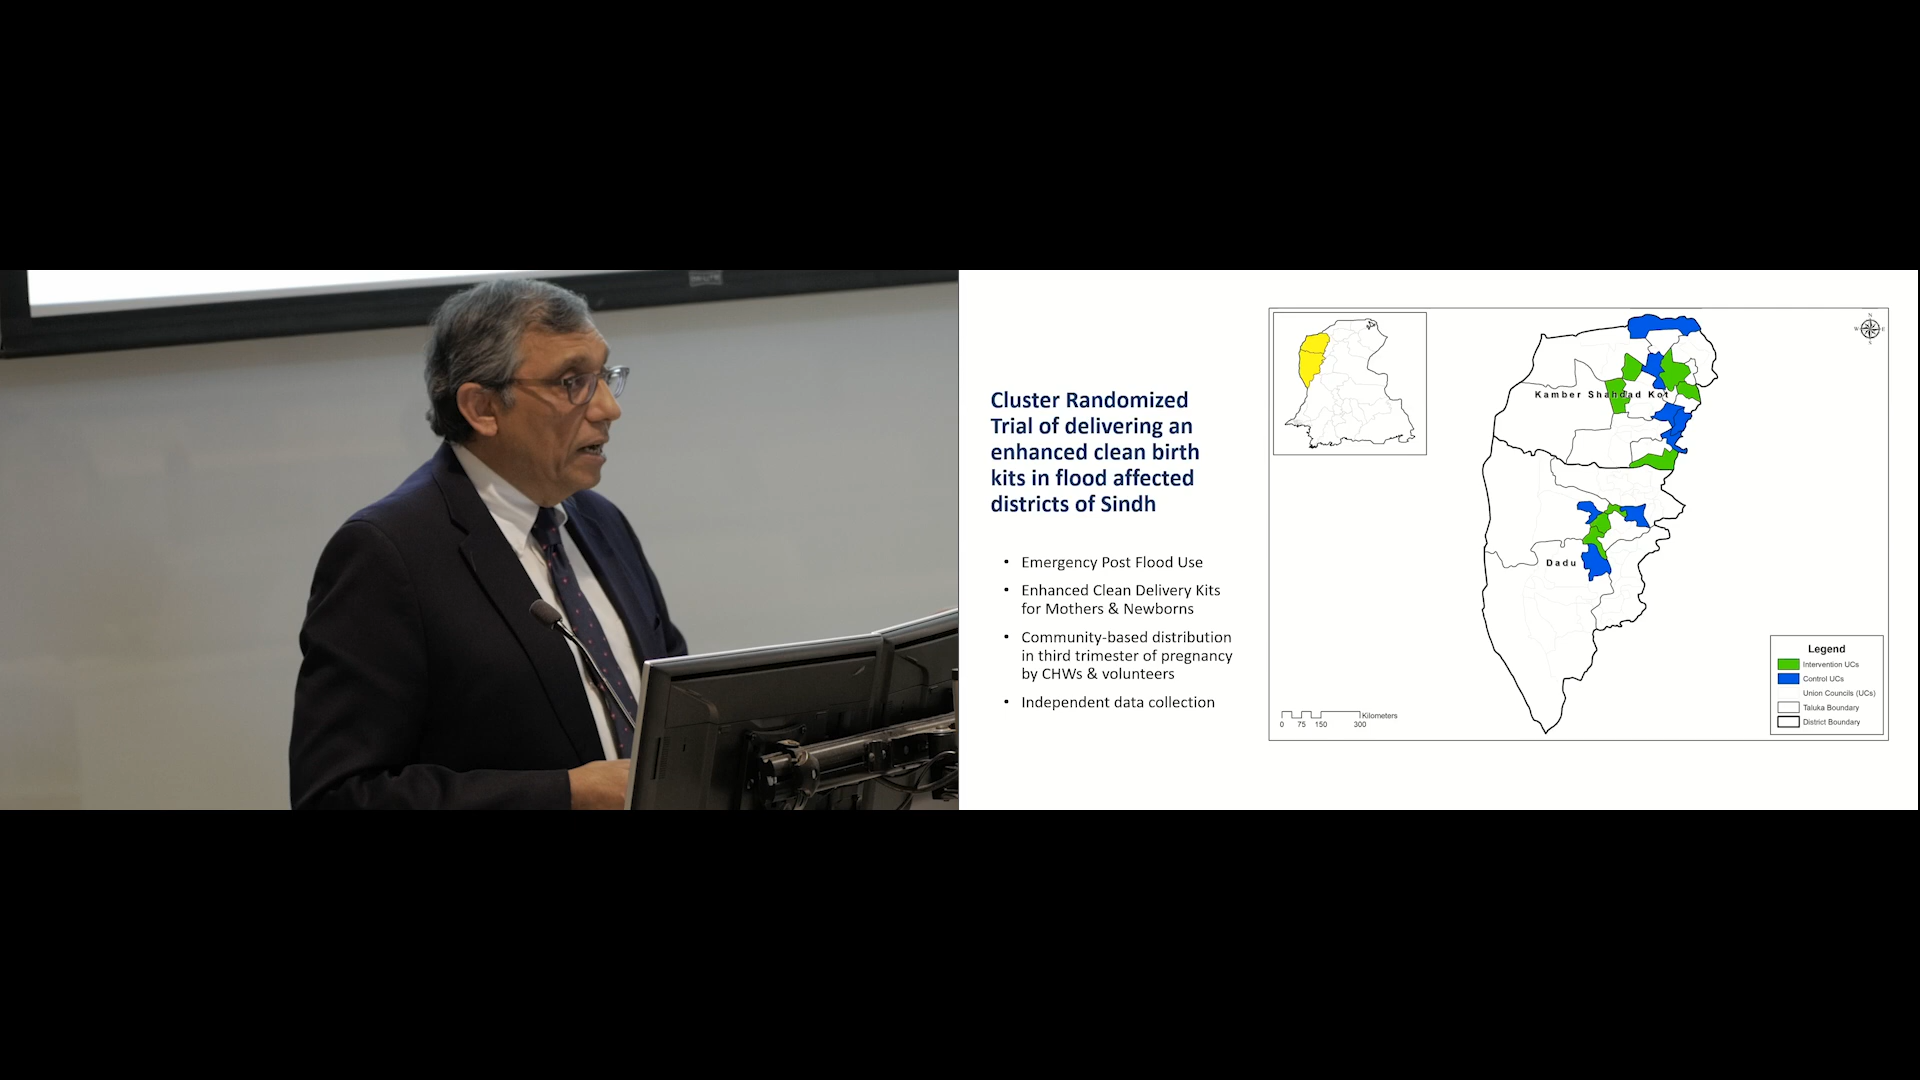 Cluster Randomized
Trial of delivering an
enhanced clean birth
kits in flood affected
districts of Sindh
• Emergency Post Flood Use
• Enhanced Clean Delivery Kits
for Mothers & Newborns
• Community-based distribution
in third trimester of pregnancy
by CHWs & volunteers
• Independent data collection
N
W E
S
Kamber Shahdad Kot
Dadu
Legend
Intervention UCs
Control UCs
Union Councils (UCs)
Taluka Boundary
District Boundary
Kilometers
0 75 150 300